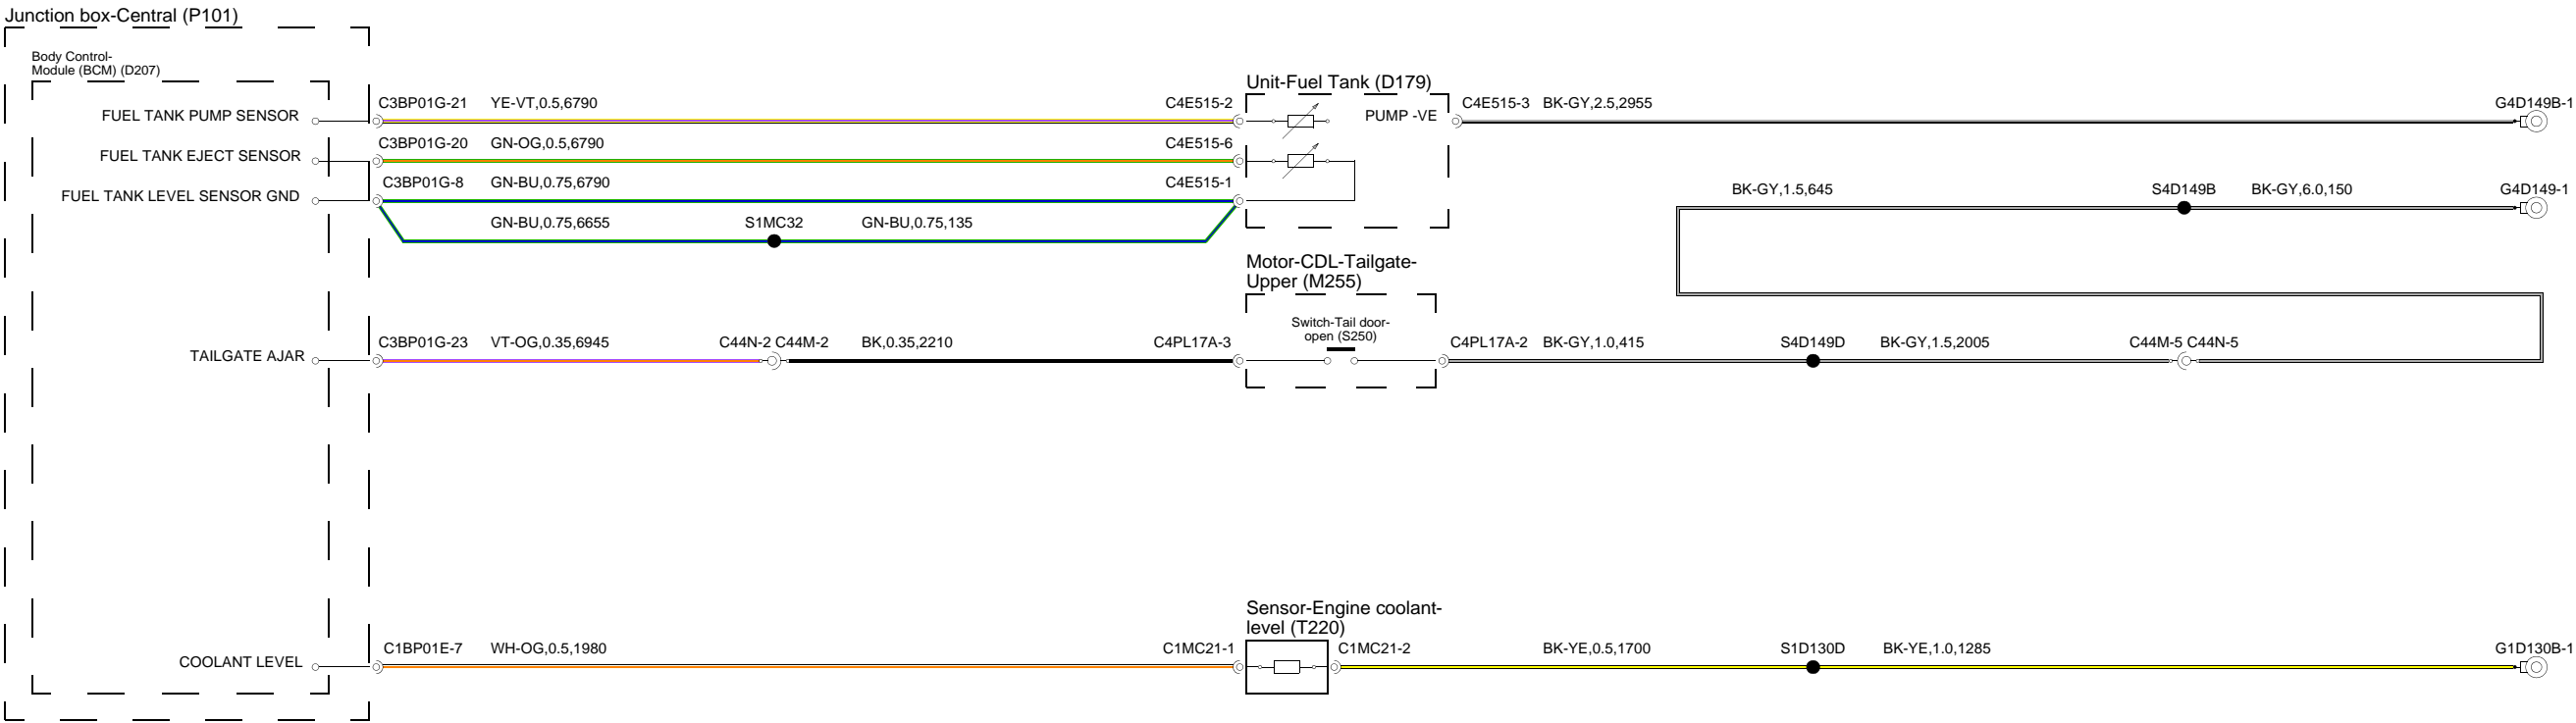 Junction box-Central (P101)
Body Control-
Module (BCM) (D207)
Unit-Fuel Tank (D179)
C3BP01G-21 YE-VT,0.5,6790 C4E515-2 C4E515-3 BK-GY,2.5,2955 G4D149B-1
FUEL TANK PUMP SENSOR PUMP -VE
C3BP01G-20 GN-OG,0.5,6790 C4E515-6
FUEL TANK EJECT SENSOR
C3BP01G-8 GN-BU,0.75,6790 C4E515-1 BK-GY,1.5,645 S4D149B BK-GY,6.0,150 G4D149-1
FUEL TANK LEVEL SENSOR GND
GN-BU,0.75,6655 S1MC32 GN-BU,0.75,135
Motor-CDL-Tailgate-
Upper (M255)
Switch-Tail door-
open (S250)
C3BP01G-23 VT-OG,0.35,6945 C44N-2 C44M-2 BK,0.35,2210 C4PL17A-3 C4PL17A-2 BK-GY,1.0,415 S4D149D BK-GY,1.5,2005 C44M-5 C44N-5
TAILGATE AJAR
Sensor-Engine coolant-
level (T220)
C1BP01E-7 WH-OG,0.5,1980 C1MC21-1 C1MC21-2 BK-YE,0.5,1700 S1D130D BK-YE,1.0,1285 G1D130B-1
COOLANT LEVEL